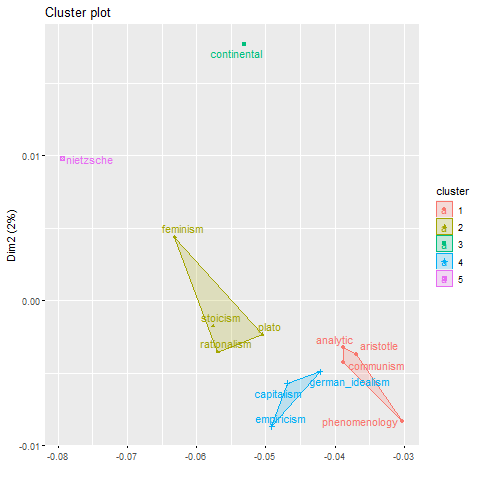 Cluster plot
continental
0.01
nietzsche
feminism
Dim2 (2%)
cluster
1
2
3
4
5
0.00
stoicism
plato
rationalism
analytic
aristotle
communism
german_idealism
capitalism
empiricism
phenomenology
-0.01
-0.08
-0.07
-0.06
-0.05
-0.04
-0.03